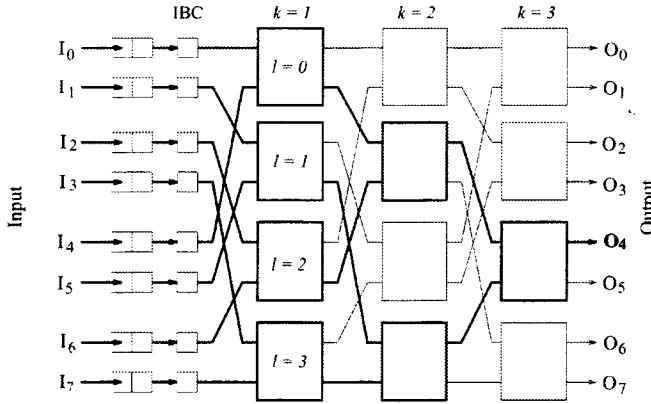 IBC k = 1 k = 2 k = 3
I0 O0
I1 l = 0 O1
I2 O2
l = 1
I3 O3
Input
Output
I4 O4
l = 2
I5 O5
I6 O6
l = 3
I7 O7